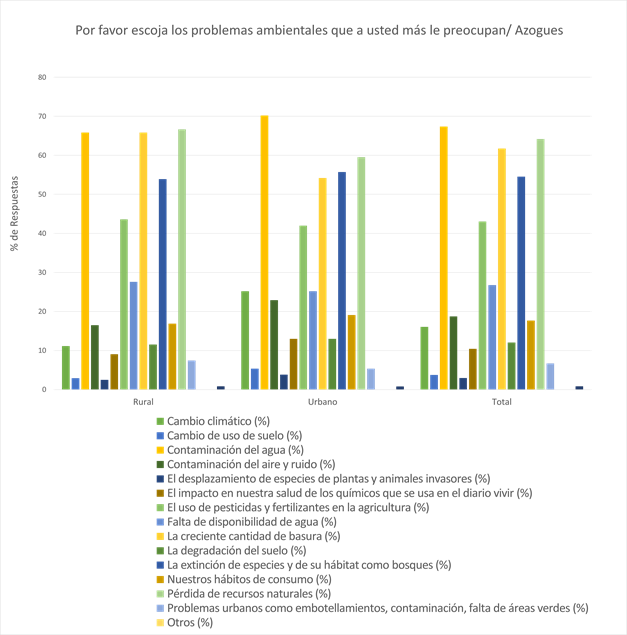 Por favor escoja los problemas ambientales que a usted más le preocupan/ Azogues
80
70
60
50
40
30
20
10
0
% de Respuestas
Rural
Urbano
Total
Cambio climático (%)
Cambio de uso de suelo (%)
Contaminación del agua (%)
Contaminación del aire y ruido (%)
El desplazamiento de especies de plantas y animales invasores (%)
El impacto en nuestra salud de los químicos que se usa en el diario vivir (%)
El uso de pesticidas y fertilizantes en la agricultura (%)
Falta de disponibilidad de agua (%)
La creciente cantidad de basura (%)
La degradación del suelo (%)
La extinción de especies y de su hábitat como bosques (%)
Nuestros hábitos de consumo (%)
Pérdida de recursos naturales (%)
Problemas urbanos como embotellamientos, contaminación, falta de áreas verdes (%)
Otros (%)